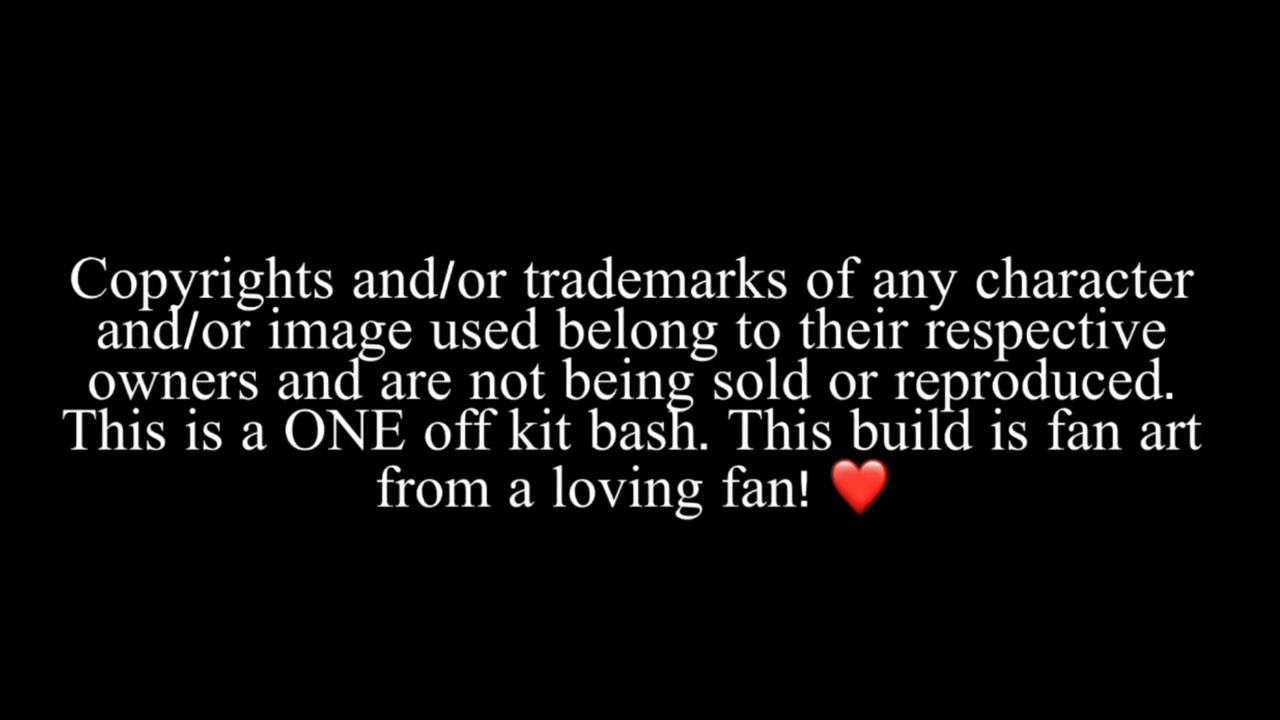 Copyrights and/or trademarks of any character
and/or image used belong to their respective
owners and are not being sold or reproduced.
This is a ONE off kit bash. This build is fan art
from a loving fan! ❤️